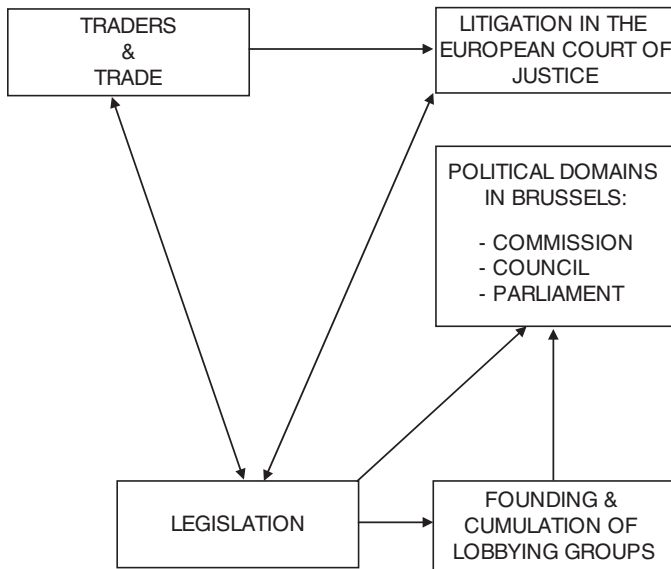 TRADERS
&
TRADE
LITIGATION IN THE
EUROPEAN COURT OF
JUSTICE
POLITICAL DOMAINS
IN BRUSSELS:
- COMMISSION
- COUNCIL
- PARLIAMENT
LEGISLATION
FOUNDING &
CUMULATION OF
LOBBYING GROUPS